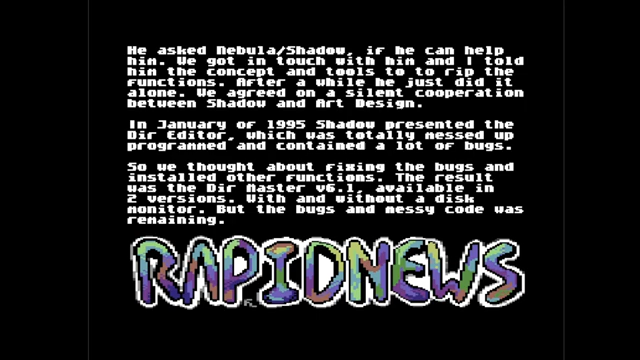 He asked Nebula/Shadow, if he can help
him. We got in touch with him and I told
him the concept and tools to to rip the
functions. After a while he just did it
alone. We agreed on a silent cooperation
between Shadow and Art Design.
In January of 1995 Shadow presented the
Dir Editor, which was totally messed up
programmed and contained a lot of bugs.
So we thought about fixing the bugs and
installed other functions. The result
was the Dir Master v6.1, available in
2 versions. With and without a disk
monitor. But the bugs and messy code was
remaining.
RAPIDNEWS